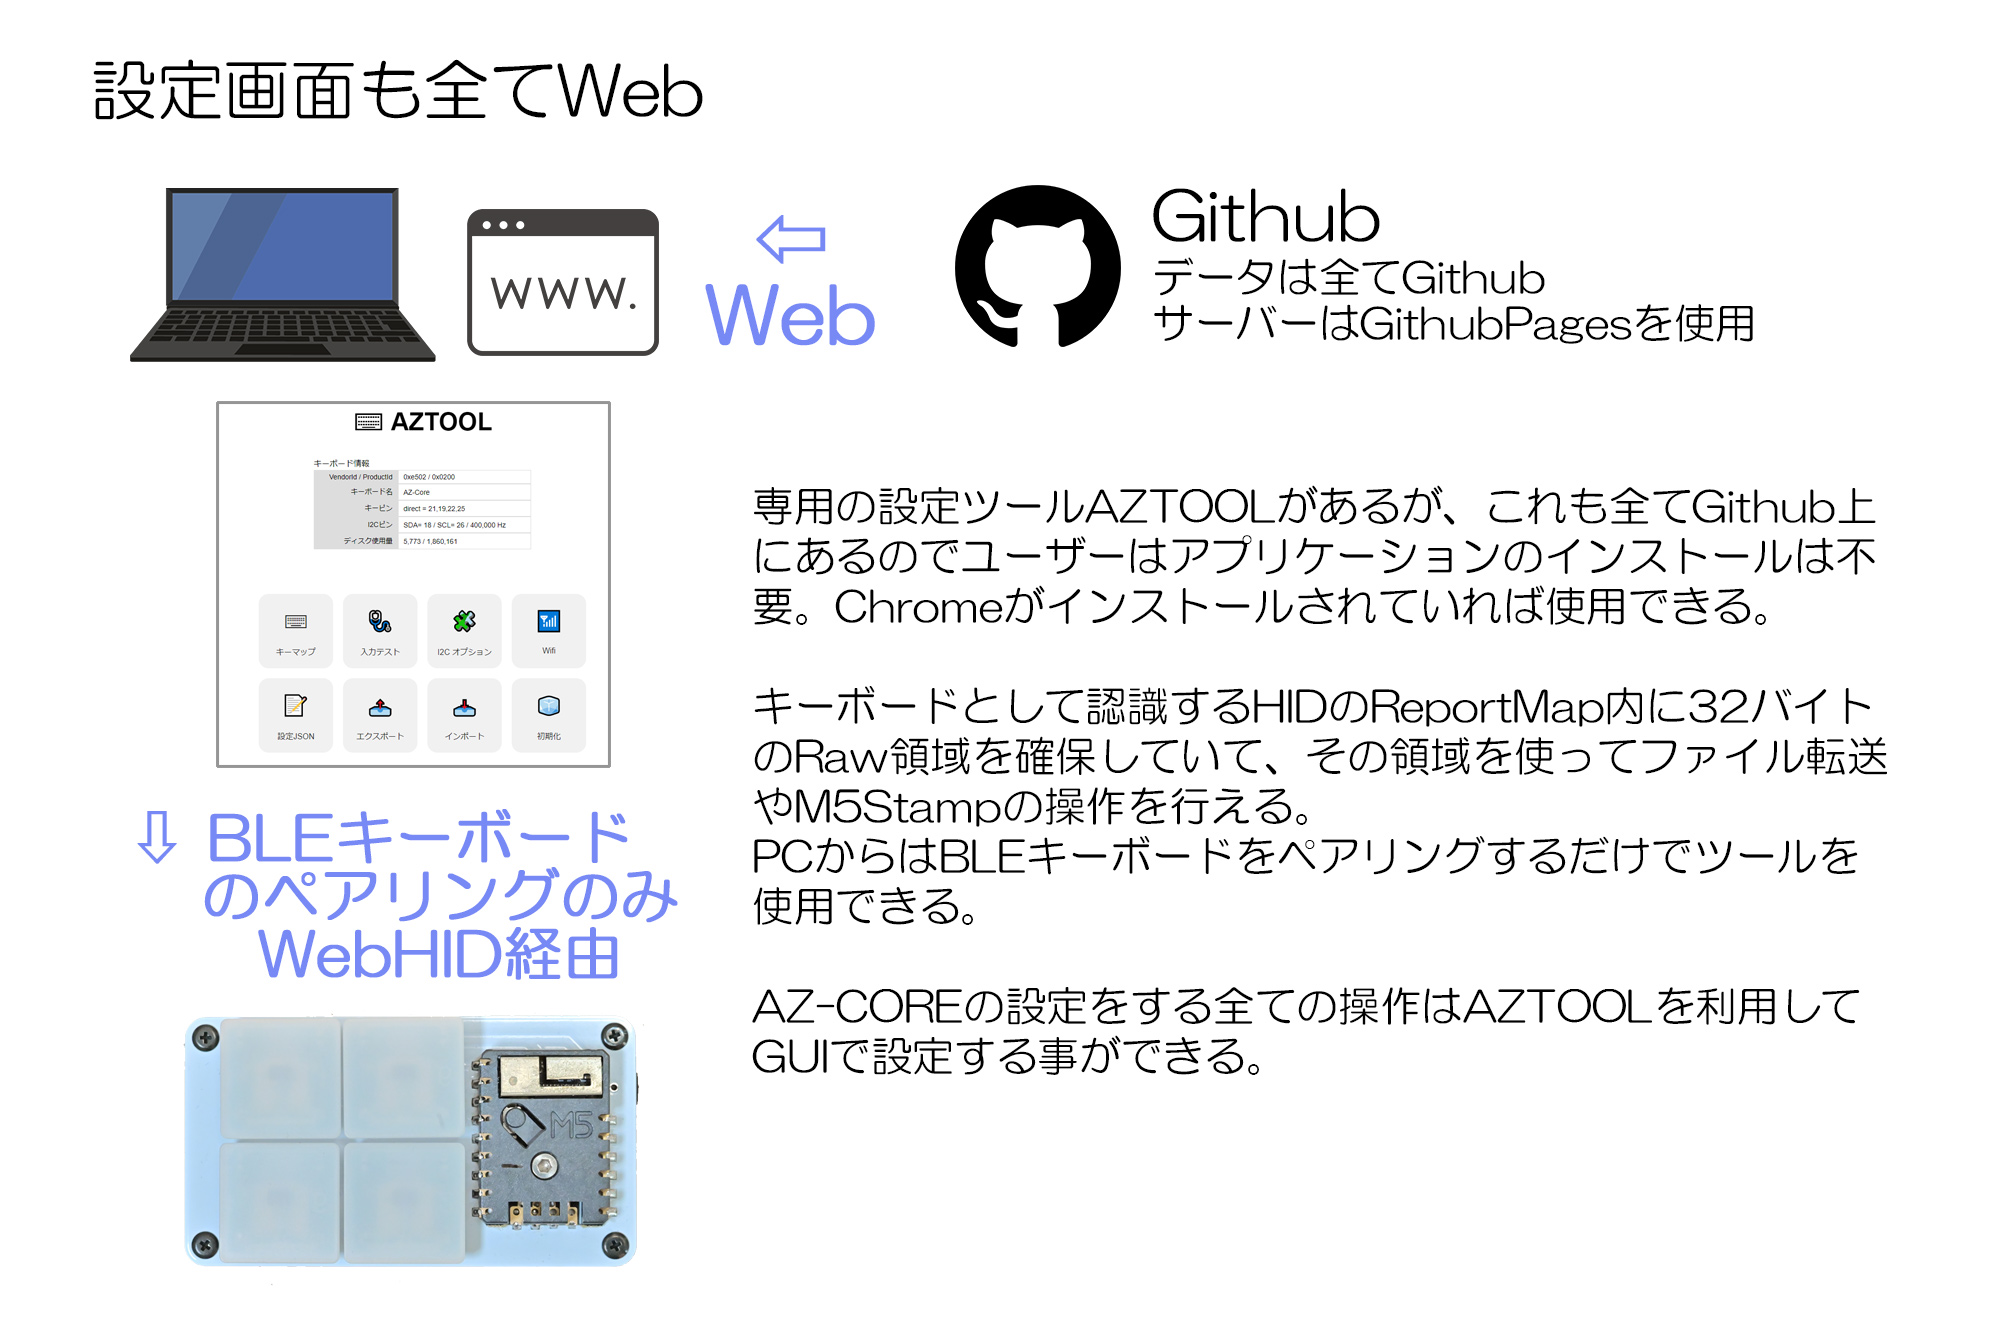 設定画面も全てWeb
www.
⇦
Web
Github
データは全てGithub
サーバーはGithubPagesを使用
AZTOOL
キーボード情報
VendorId / ProductId 0xe502 / 0x0200
キーボード名 AZ-Core
キーピン direct = 21,19,22,25
I2Cピン SDA= 18 / SCL= 26 / 400,000 Hz
ディスク使用量 5,773 / 1,860,161
キーマップ 入力テスト I2C オプション Wifi
設定JSON エクスポート インポート 初期化
⇩ BLEキーボード
のペアリングのみ
WebHID経由
M5
専用の設定ツールAZTOOLがあるが、これも全てGithub上
にあるのでユーザーはアプリケーションのインストールは不
要。Chromeがインストールされていれば使用できる。
キーボードとして認識するHIDのReportMap内に32バイト
のRaw領域を確保していて、その領域を使ってファイル転送
やM5Stampの操作を行える。
PCからはBLEキーボードをペアリングするだけでツールを
使用できる。
AZ-COREの設定をする全ての操作はAZTOOLを利用して
GUIで設定する事ができる。